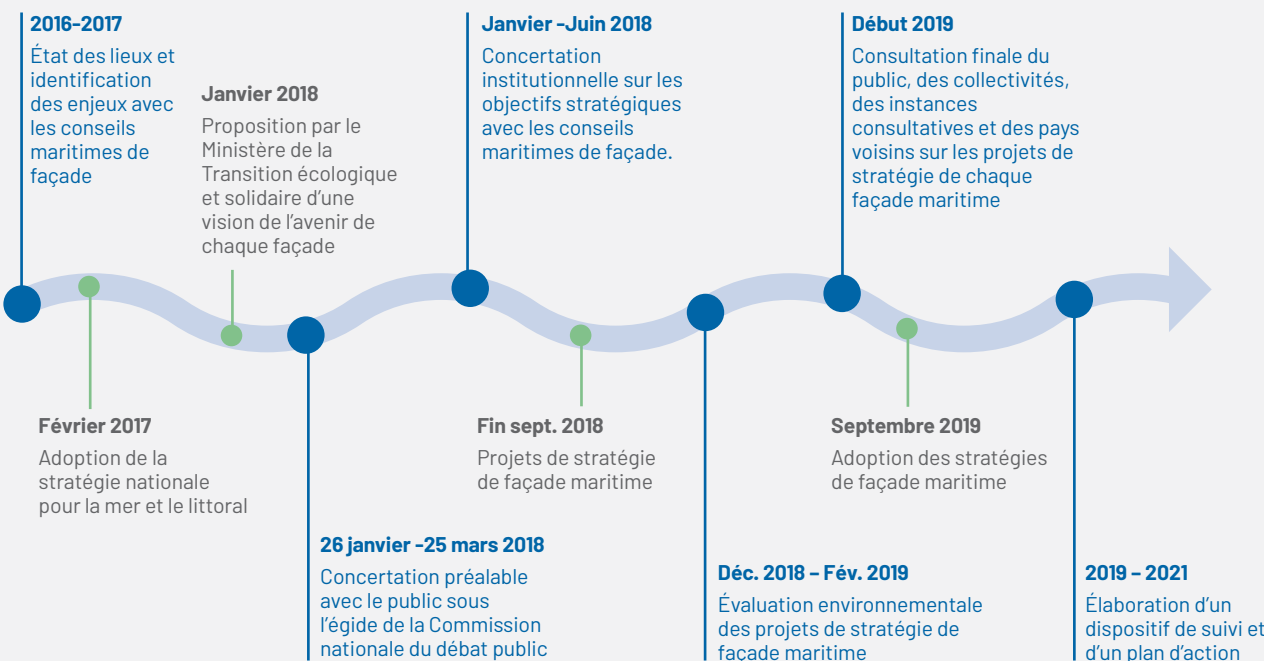 2016-2017
État des lieux et
identification
des enjeux avec
les conseils
maritimes de
façade
Février 2017
Adoption de la
stratégie nationale
pour la mer et le littoral
Janvier 2018
Proposition par le
Ministère de la
Transition écologique
et solidaire d’une
vision de l’avenir de
chaque façade
26 janvier -25 mars 2018
Concertation préalable
avec le public sous
l’égide de la Commission
nationale du débat public
Janvier -Juin 2018
Concertation
institutionnelle sur les
objectifs stratégiques
avec les conseils
maritimes de façade.
Fin sept. 2018
Projets de stratégie
de façade maritime
Déc. 2018 – Fév. 2019
Évaluation environnementale
des projets de stratégie de
façade maritime
Début 2019
Consultation finale du
public, des collectivités,
des instances
consultatives et des pays
voisins sur les projets de
stratégie de chaque
façade maritime
Septembre 2019
Adoption des stratégies
de façade maritime
2019 – 2021
Élaboration d’un
dispositif de suivi et
d’un plan d’action